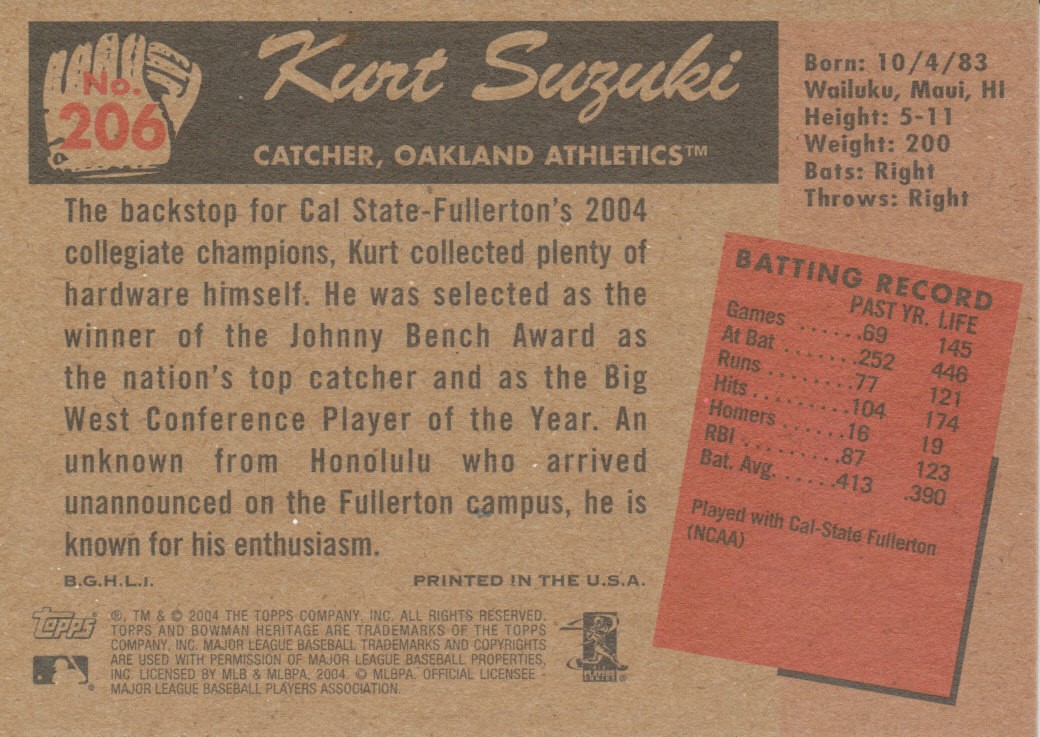 No.
206
Kurt Suzuki
CATCHER, OAKLAND ATHLETICS™
Born: 10/4/83
Wailuku, Maui, HI
Height: 5-11
Weight: 200
Bats: Right
Throws: Right
The backstop for Cal State-Fullerton's 2004
collegiate champions, Kurt collected plenty of
hardware himself. He was selected as the
winner of the Johnny Bench Award as
the nation's top catcher and as the Big
West Conference Player of the Year. An
unknown from Honolulu who arrived
unannounced on the Fullerton campus, he is
known for his enthusiasm.
B.G.H.L.I. PRINTED IN THE U.S.A.
BATTING RECORD
PAST YR. LIFE
Games ......69 145
At Bat ........252 446
Runs .........77 121
Hits .........104 174
Homers .......16 19
RBI .........87 123
Bat. Avg. .....413 .390
Played with Cal-State Fullerton
(NCAA)
Topps
®, TM & © 2004 THE TOPPS COMPANY, INC. ALL RIGHTS RESERVED.
TOPPS AND BOWMAN HERITAGE ARE TRADEMARKS OF THE TOPPS
COMPANY, INC. MAJOR LEAGUE BASEBALL TRADEMARKS AND COPYRIGHTS
ARE USED WITH PERMISSION OF MAJOR LEAGUE BASEBALL PROPERTIES,
INC. LICENSED BY MLB & MLBPA, 2004. © MLBPA. OFFICIAL LICENSEE -
MAJOR LEAGUE BASEBALL PLAYERS ASSOCIATION.